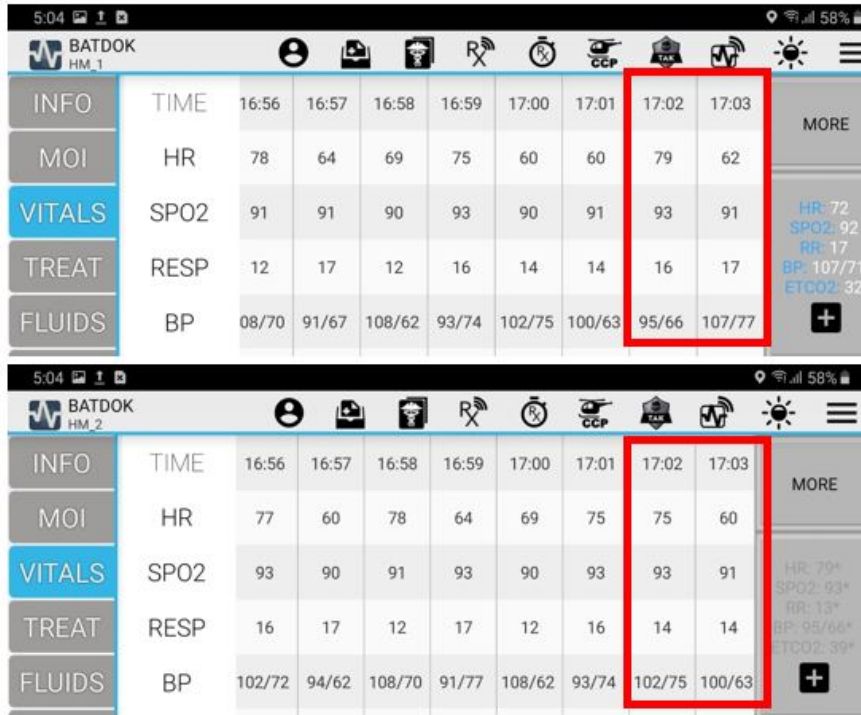 5:04 58%
BATDOK
HM_1
CCP TAK
INFO TIME 16:56 16:57 16:58 16:59 17:00 17:01 17:02 17:03 MORE
MOI HR 78 64 69 75 60 60 79 62
VITALS SPO2 91 91 90 93 90 91 93 91
HR: 72
SPO2: 92
RR: 17
BP: 107/71
ETCO2: 32
TREAT RESP 12 17 12 16 14 14 16 17
FLUIDS BP 08/70 91/67 108/62 93/74 102/75 100/63 95/66 107/77
5:04 58%
BATDOK
HM_2
CCP TAK
INFO TIME 16:56 16:57 16:58 16:59 17:00 17:01 17:02 17:03 MORE
MOI HR 77 60 78 64 69 75 75 60
VITALS SPO2 93 90 91 93 90 93 93 91
HR: 79*
SPO2: 93*
RR: 13*
BP: 95/66*
ETCO2: 39*
TREAT RESP 16 17 12 17 12 16 14 14
FLUIDS BP 102/72 94/62 108/70 91/77 108/62 93/74 102/75 100/63